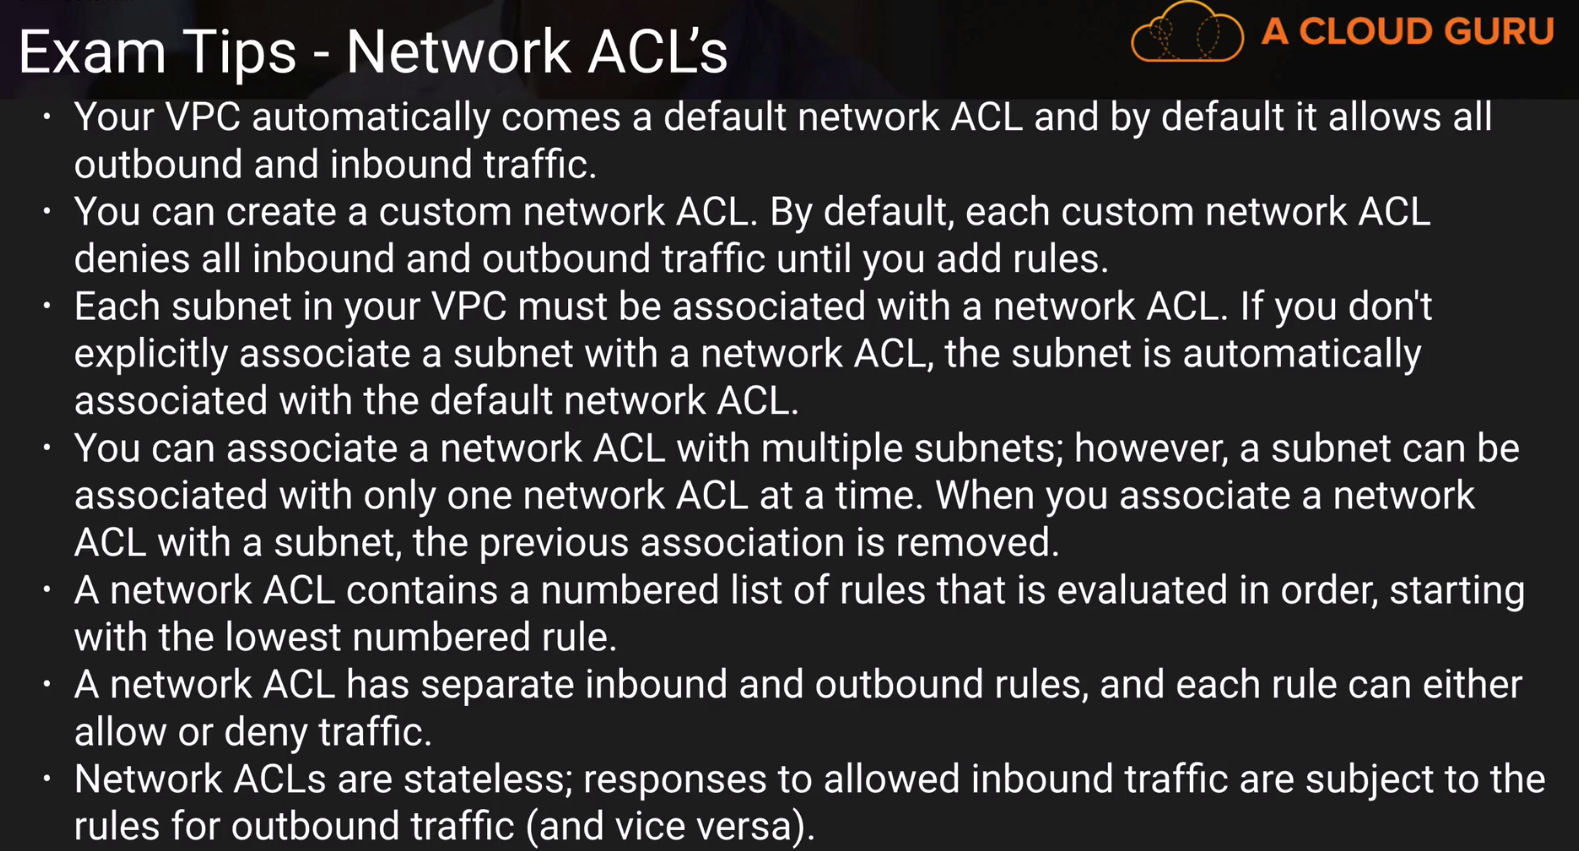 Exam Tips - Network ACL’s
A CLOUD GURU
• Your VPC automatically comes a default network ACL and by default it allows all
outbound and inbound traffic.
• You can create a custom network ACL. By default, each custom network ACL
denies all inbound and outbound traffic until you add rules.
• Each subnet in your VPC must be associated with a network ACL. If you don't
explicitly associate a subnet with a network ACL, the subnet is automatically
associated with the default network ACL.
• You can associate a network ACL with multiple subnets; however, a subnet can be
associated with only one network ACL at a time. When you associate a network
ACL with a subnet, the previous association is removed.
• A network ACL contains a numbered list of rules that is evaluated in order, starting
with the lowest numbered rule.
• A network ACL has separate inbound and outbound rules, and each rule can either
allow or deny traffic.
• Network ACLs are stateless; responses to allowed inbound traffic are subject to the
rules for outbound traffic (and vice versa).